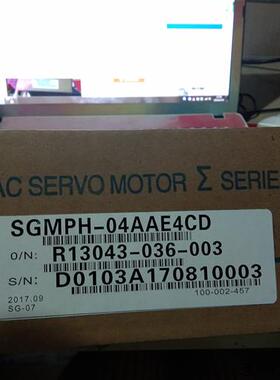 AC SERVO MOTOR Σ SERIE
SGMPH-04AAE4CD
O/N: R13043-036-003
S/N: D0103A170810003
2017.09
SG-07
100-002-457